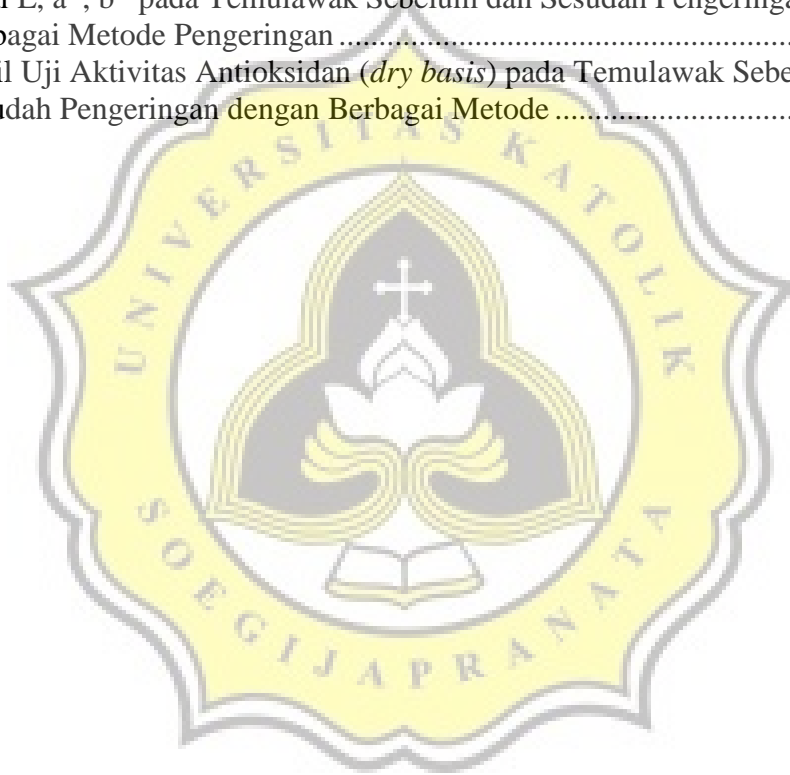 L, a*, b* pada Temulawak Sebelum dan Sesudah Pengeringa
bagai Metode Pengeringan ..........................................................
il Uji Aktivitas Antioksidan (dry basis) pada Temulawak Sebe
udah Pengeringan dengan Berbagai Metode ................................
UNIVERSITAS KATOLIK
SOEGIJAPRANATA